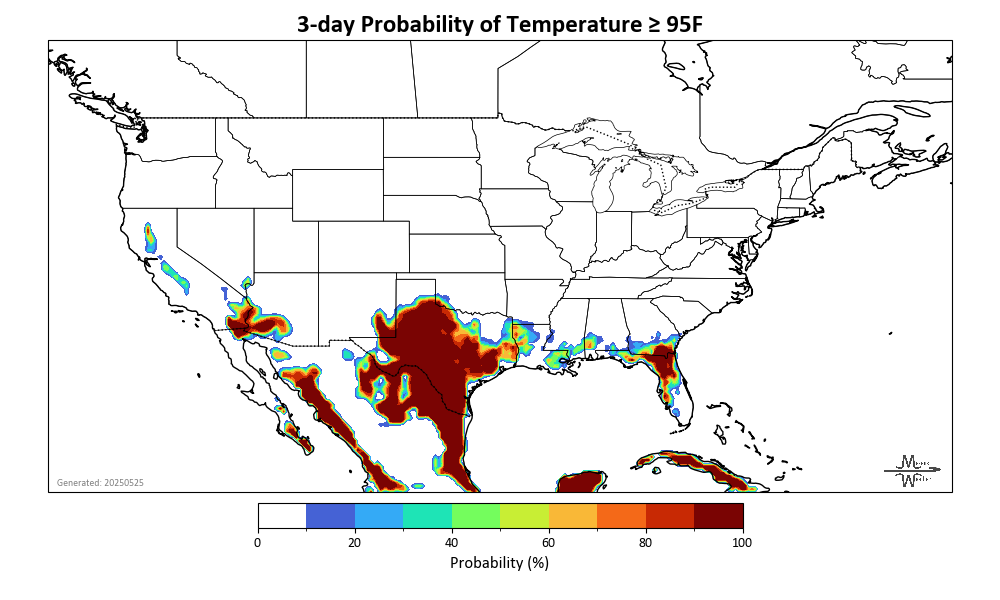 3-day Probability of Temperature ≥ 95F
Generated: 20250525
0 20 40 60 80 100
Probability (%)